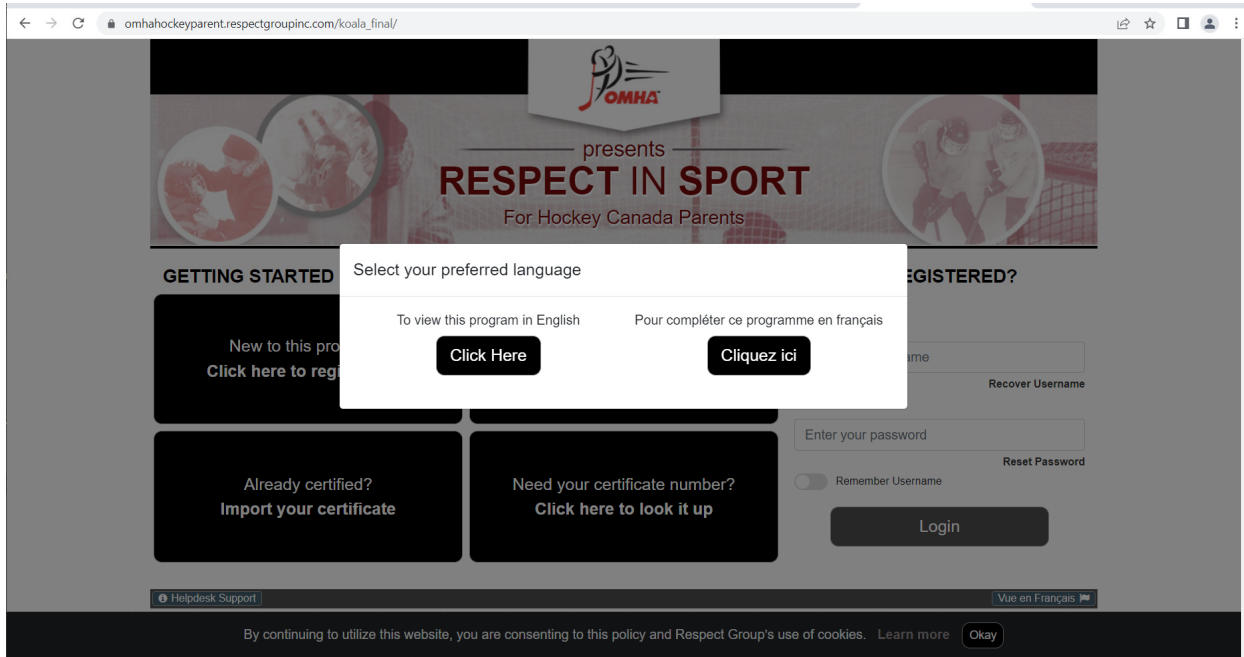 omhahockeyparent.respectgroupinc.com/koala_final/
OMHA
presents
RESPECT IN SPORT
For Hockey Canada Parents
GETTING STARTED
EGISTERED?
Select your preferred language
To view this program in English
Click Here
Pour compléter ce programme en français
Cliquez ici
New to this pro
Click here to regi
ame
Recover Username
Enter your password
Reset Password
Remember Username
Login
Already certified?
Import your certificate
Need your certificate number?
Click here to look it up
Helpdesk Support
Vue en Français
By continuing to utilize this website, you are consenting to this policy and Respect Group's use of cookies. Learn more
Okay